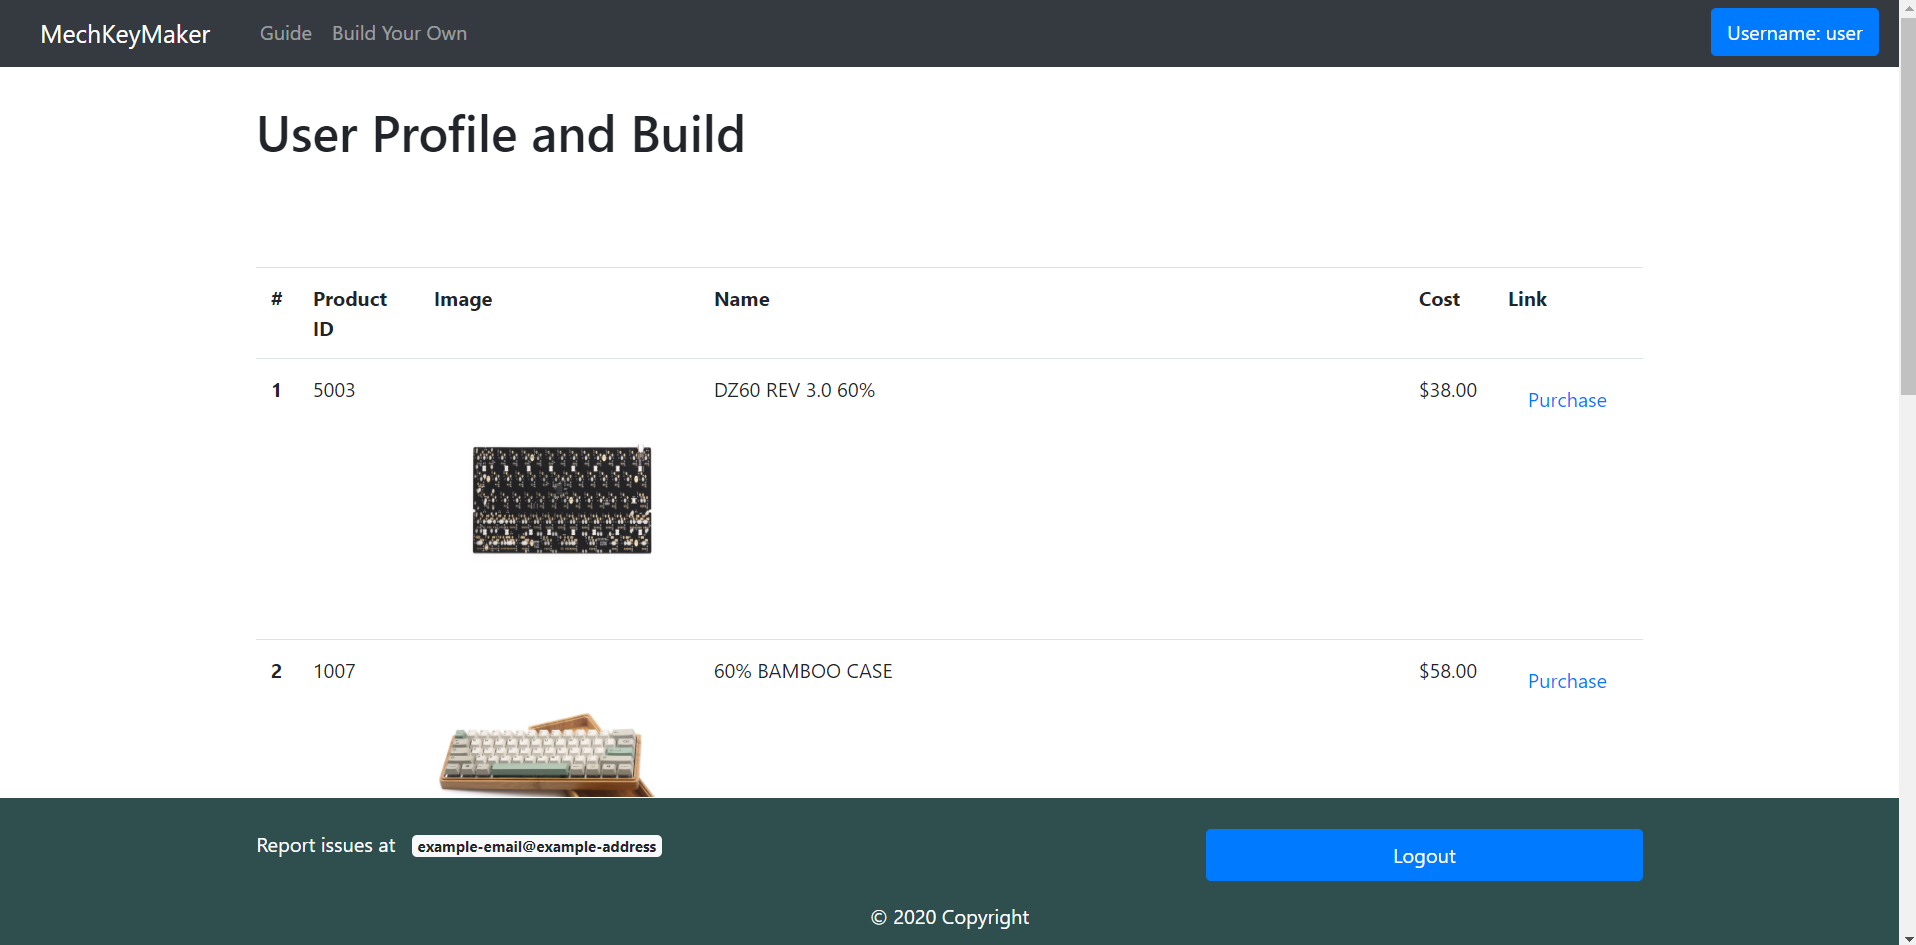 MechKeyMaker Guide Build Your Own Username: user
User Profile and Build
# Product ID Image Name Cost Link
1 5003 DZ60 REV 3.0 60% $38.00 Purchase
2 1007 60% BAMBOO CASE $58.00 Purchase
Report issues at example-email@example-address Logout
© 2020 Copyright